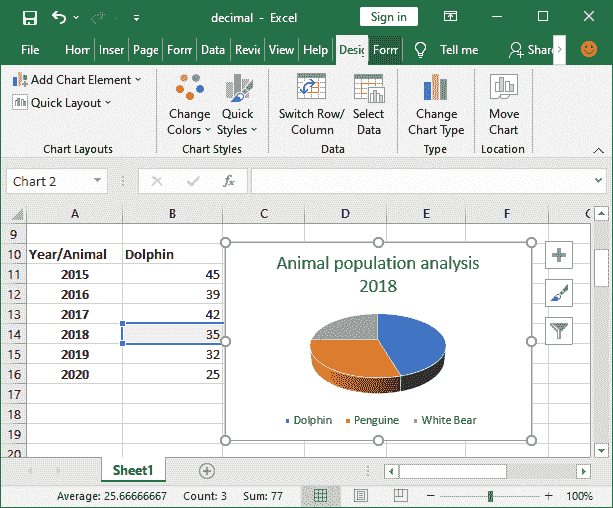 decimal - Excel Sign in
File Hom Inser Page Forr Data Revi View Help Desig Form Tell me Shar
Add Chart Element
Quick Layout
Change Colors Quick Styles Switch Row/ Column Select Data Change Chart Type Move Chart
Chart Layouts Chart Styles Data Type Location
Chart 2 fx
A B C D E F
9
10 Year/Animal Dolphin
11 2015 45
12 2016 39
13 2017 42
14 2018 35
15 2019 32
16 2020 25
17
18
19
20
Animal population analysis
2018
Dolphin Penguine White Bear
Sheet1
Average: 25.66666667 Count: 3 Sum: 77 100%